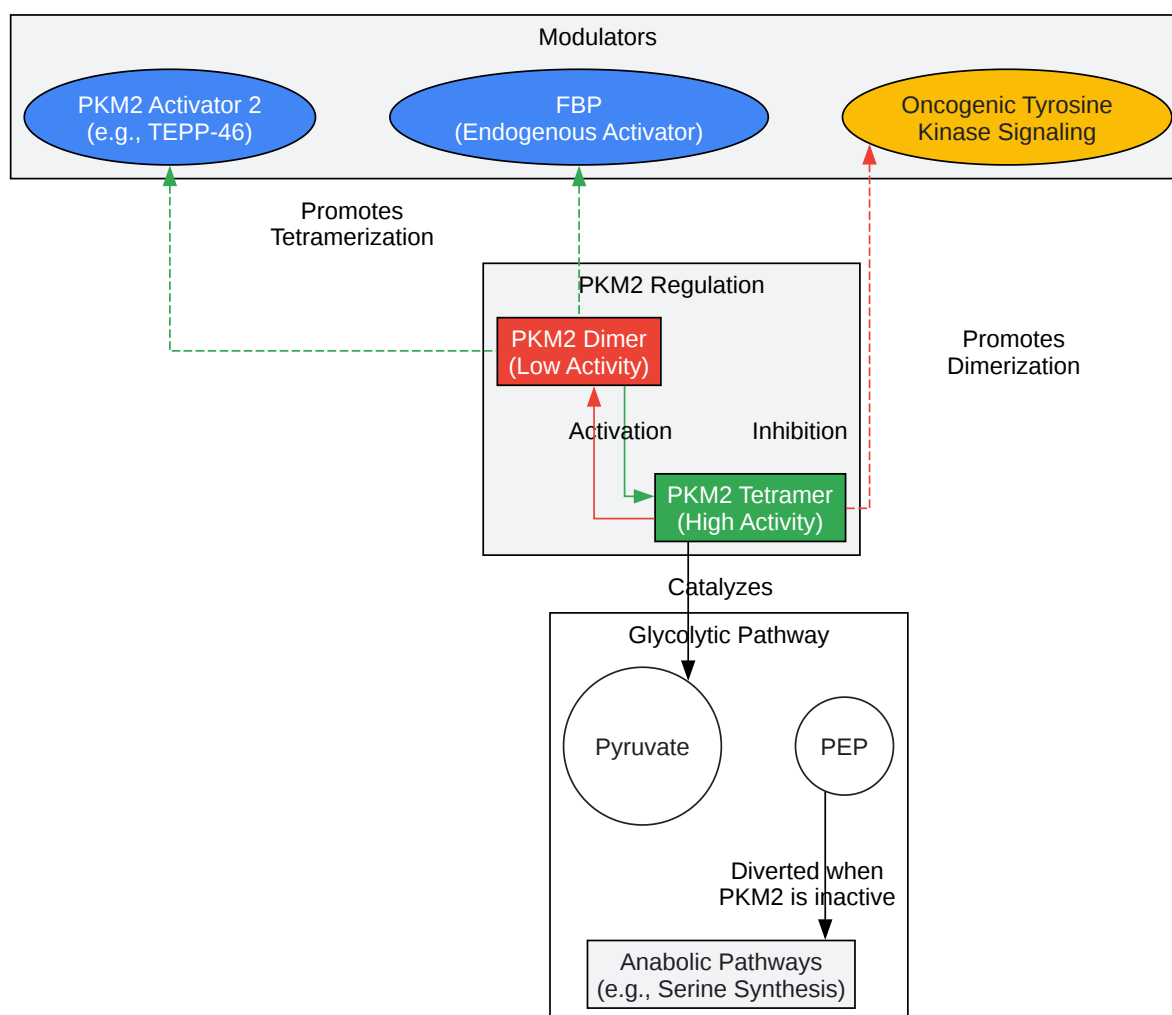 Modulators
PKM2 Activator 2
(e.g., TEPP-46)
FBP
(Endogenous Activator)
Oncogenic Tyrosine
Kinase Signaling
Promotes
Tetramerization
PKM2 Regulation
PKM2 Dimer
(Low Activity)
Promotes
Dimerization
Activation
Inhibition
PKM2 Tetramer
(High Activity)
Catalyzes
Glycolytic Pathway
Pyruvate
PEP
Diverted when
PKM2 is inactive
Anabolic Pathways
(e.g., Serine Synthesis)